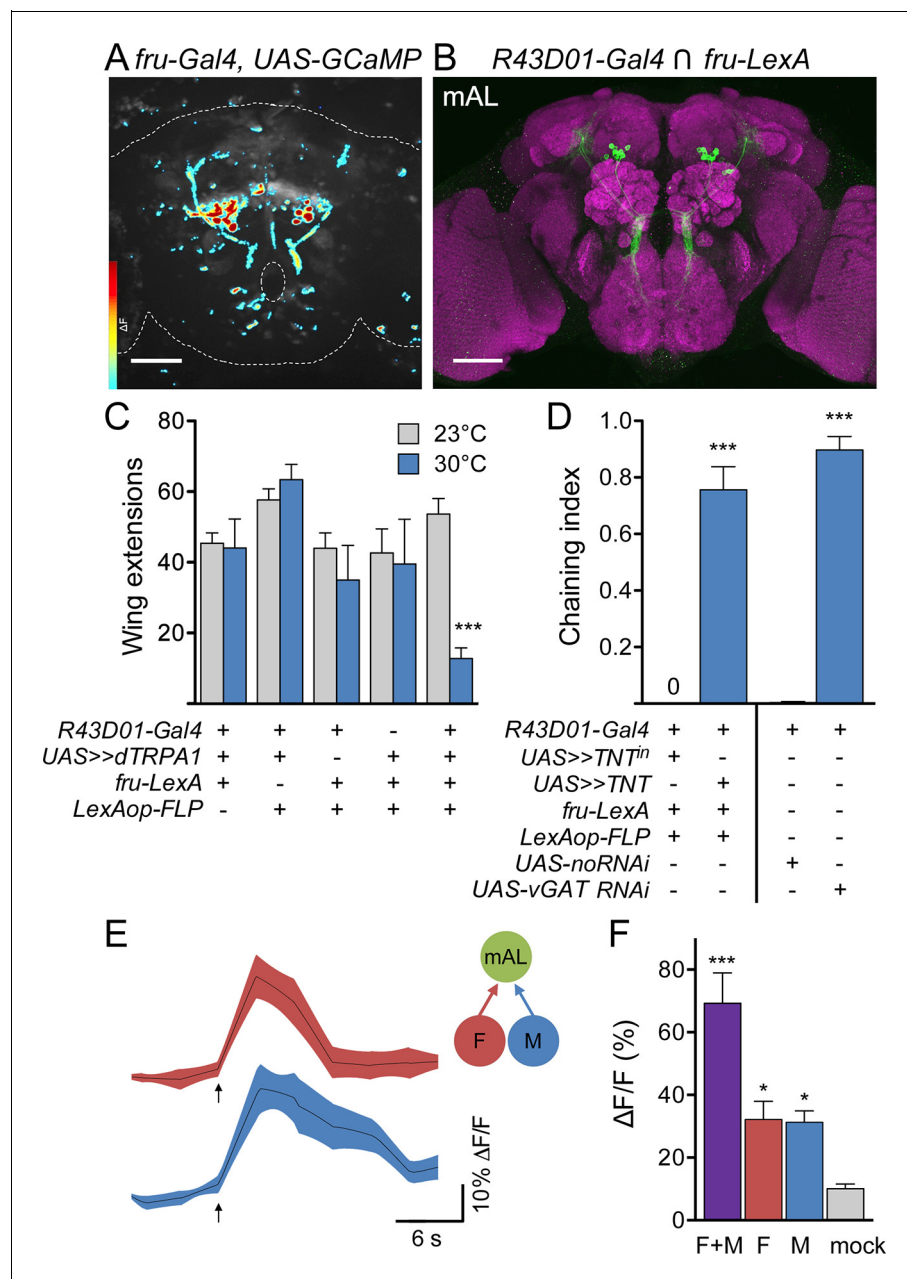 A fru-Gal4, UAS-GCaMP
B R43D01-Gal4 ∩ fru-LexA
mAL
ΔF
C
Wing extensions
80
60
40
20
23°C
30°C
***
R43D01-Gal4 + + + - +
UAS>>dTRPA1 + + - + +
fru-LexA + - + + +
LexAop-FLP - + + + +
D
Chaining index
1.0
0.8
0.6
0.4
0.2
0
***
***
R43D01-Gal4 + + + +
UAS>>TNTⁱⁿ + - - -
UAS>>TNT - + - -
fru-LexA + + - -
LexAop-FLP + + - -
UAS-noRNAi - - + -
UAS-vGAT RNAi - - - +
E
mAL
F M
10% ΔF/F
6 s
F
ΔF/F (%)
80
60
40
20
0
***
*
*
F+M F M mock